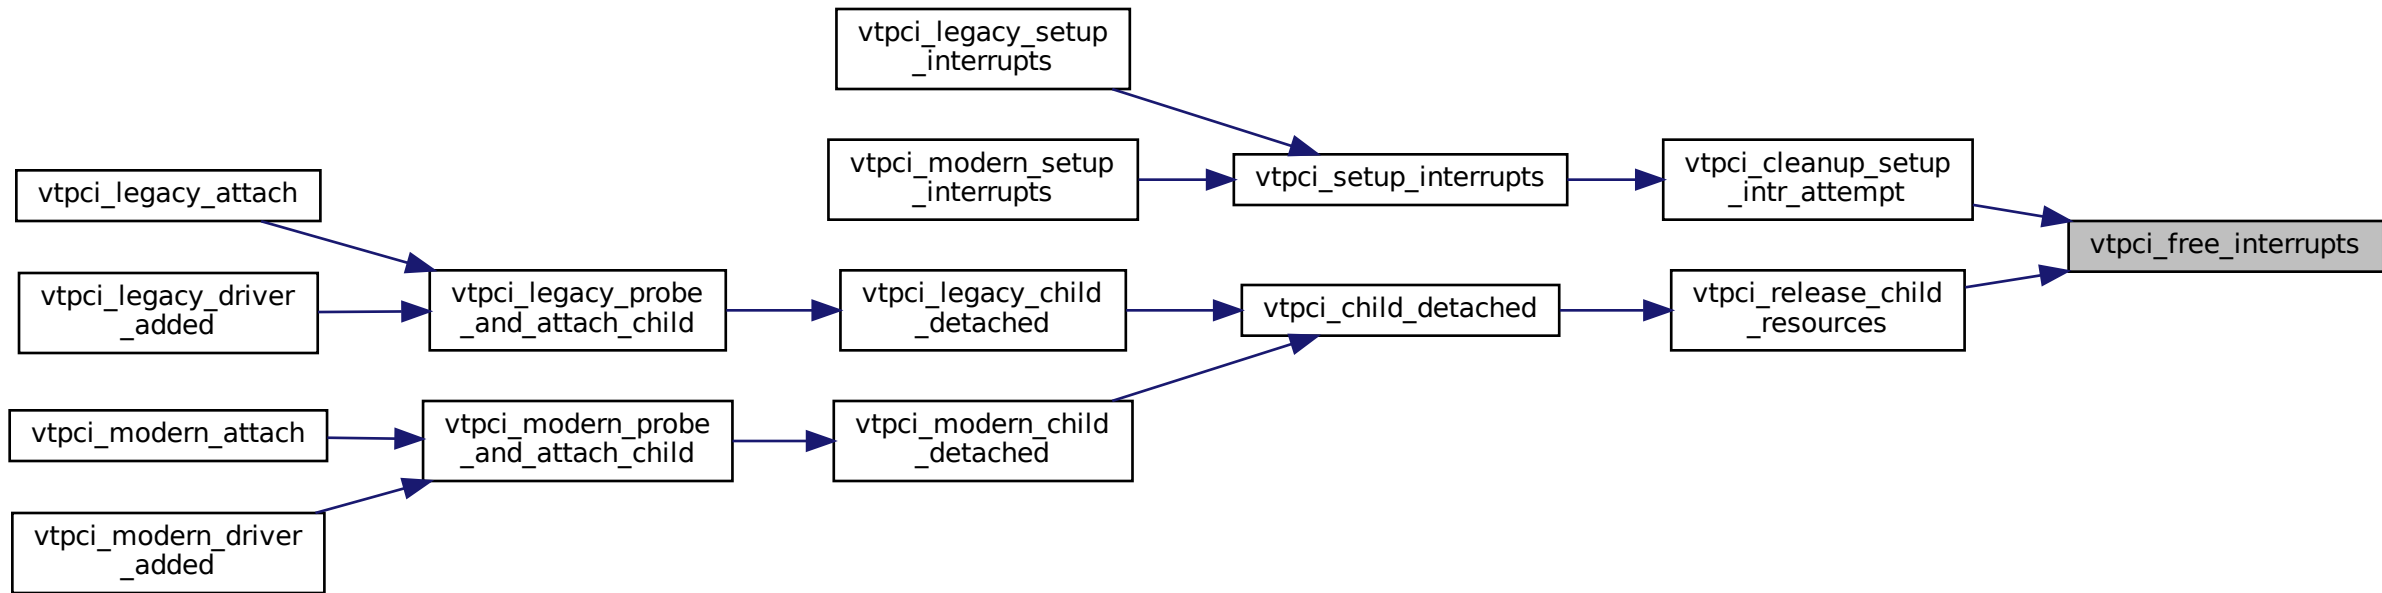 vtpci_legacy_setup
_interrupts
vtpci_modern_setup
_interrupts
vtpci_setup_interrupts
vtpci_cleanup_setup
_intr_attempt
vtpci_free_interrupts
vtpci_legacy_attach
vtpci_legacy_driver
_added
vtpci_legacy_probe
_and_attach_child
vtpci_legacy_child
_detached
vtpci_child_detached
vtpci_release_child
_resources
vtpci_modern_attach
vtpci_modern_probe
_and_attach_child
vtpci_modern_child
_detached
vtpci_modern_driver
_added